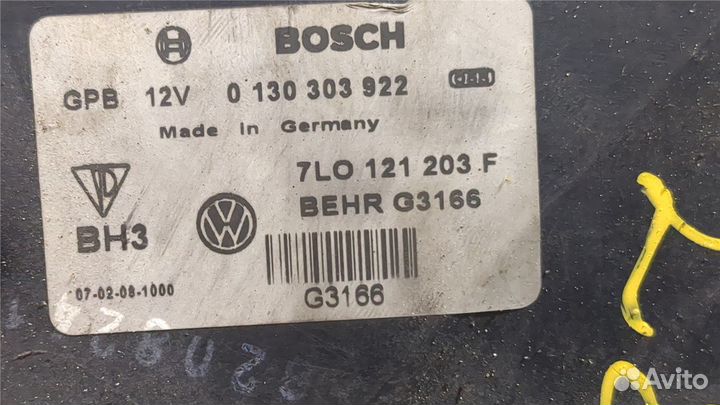 BOSCH
GPB 12V 0 130 303 922
Made in Germany
7L0 121 203 F
BEHR G3166
BH3
07-02-08-1000
G3166
Avito